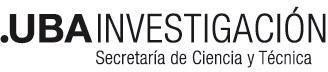 .UBAINVESTIGACIÓN
Secretaría de Ciencia y Técnica